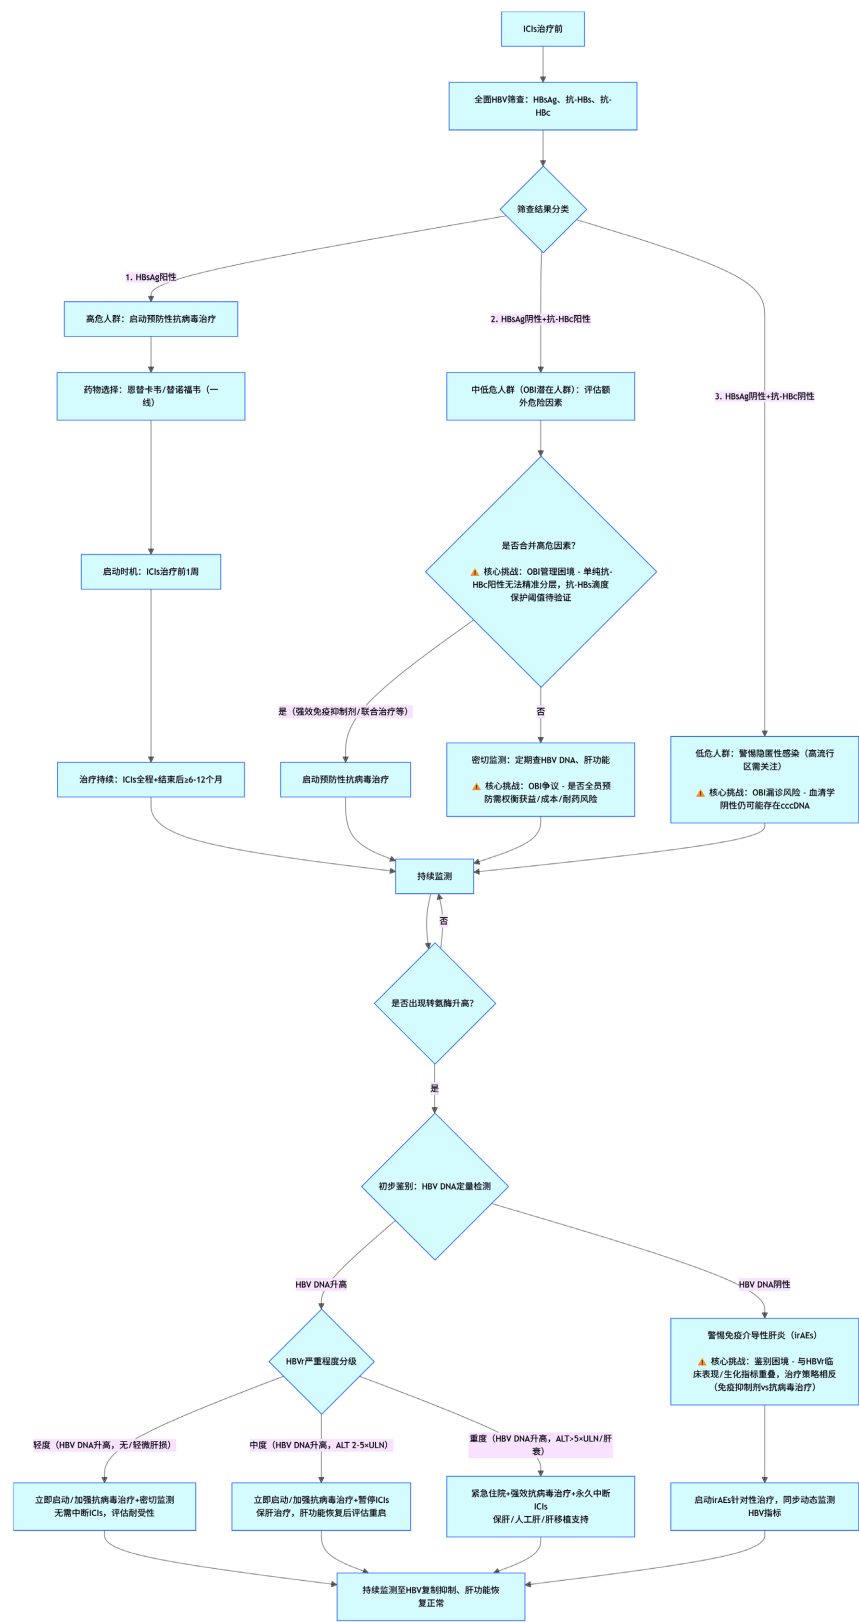 ICIs治疗前
全面HBV筛查：HBsAg、抗-HBs、抗-
HBc
筛查结果分类
1. HBsAg阳性
高危人群：启动预防性抗病毒治疗
2. HBsAg阴性+抗-HBc阳性
药物选择：恩替卡韦/替诺福韦（一
线）
中低危人群（OBI潜在人群）：评估额
外危险因素
3. HBsAg阴性+抗-HBc阴性
是否合并高危因素？
⚠️ 核心挑战：OBI管理困境 - 单纯抗-
HBc阳性无法精准分层，抗-HBs滴度
保护阈值待验证
启动时机：ICIs治疗前1周
是（强效免疫抑制剂/联合治疗等）
否
治疗持续：ICIs全程+结束后≥6-12个月
启动预防性抗病毒治疗
密切监测：定期查HBV DNA、肝功能
⚠️ 核心挑战：OBI争议 - 是否全员预
防需权衡获益/成本/耐药风险
低危人群：警惕隐匿性感染（高流行
区需关注）
⚠️ 核心挑战：OBI漏诊风险 - 血清学
阴性仍可能存在cccDNA
持续监测
否
是否出现转氨酶升高？
是
初步鉴别：HBV DNA定量检测
HBV DNA升高
HBV DNA阴性
HBVr严重程度分级
警惕免疫介导性肝炎（irAEs）
⚠️ 核心挑战：鉴别困境 - 与HBVr临
床表现/生化指标重叠，治疗策略相反
（免疫抑制剂vs抗病毒治疗）
轻度（HBV DNA升高，无/轻微肝损）
中度（HBV DNA升高，ALT 2-5×ULN）
重度（HBV DNA升高，ALT>5×ULN/肝
衰）
立即启动/加强抗病毒治疗+密切监测
无需中断ICIs，评估耐受性
立即启动/加强抗病毒治疗+暂停ICIs
保肝治疗，肝功能恢复后评估重启
紧急住院+强效抗病毒治疗+永久中断
ICIs
保肝/人工肝/肝移植支持
启动irAEs针对性治疗，同步动态监测
HBV指标
持续监测至HBV复制抑制、肝功能恢
复正常